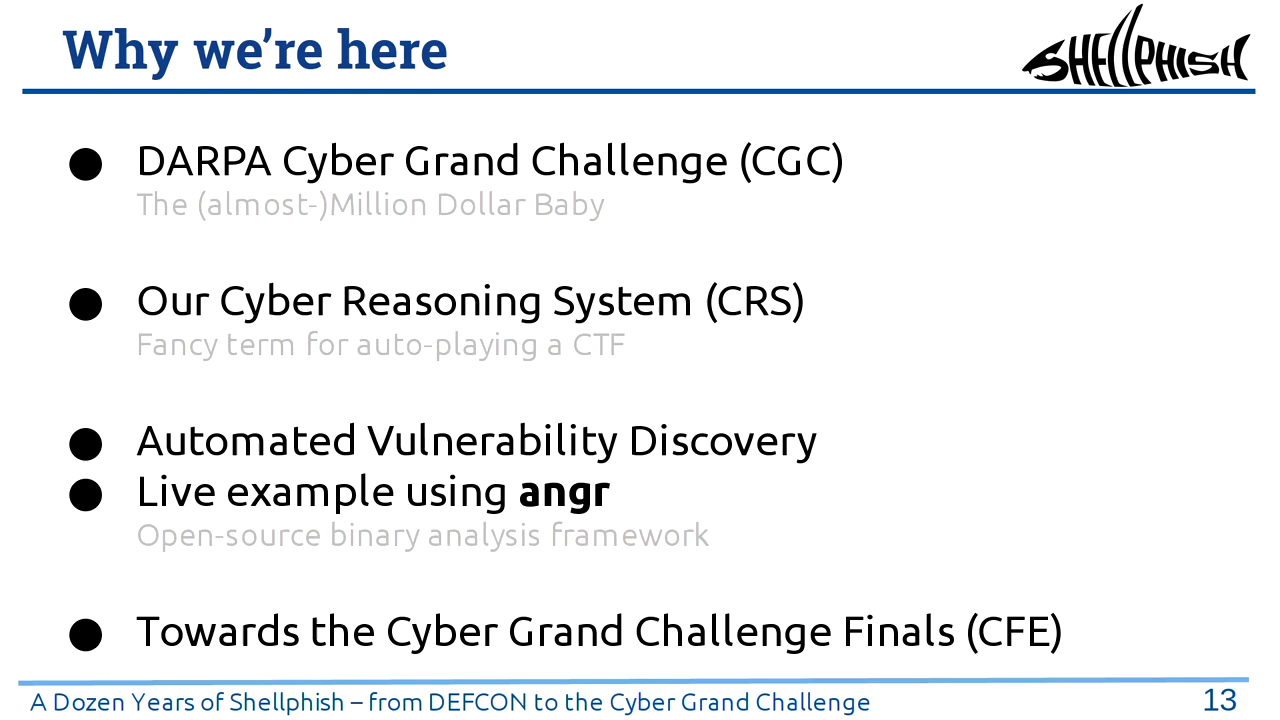 Why we’re here
SHELLPHISH
● DARPA Cyber Grand Challenge (CGC)
The (almost-)Million Dollar Baby
● Our Cyber Reasoning System (CRS)
Fancy term for auto-playing a CTF
● Automated Vulnerability Discovery
● Live example using angr
Open-source binary analysis framework
● Towards the Cyber Grand Challenge Finals (CFE)
A Dozen Years of Shellphish – from DEFCON to the Cyber Grand Challenge
13